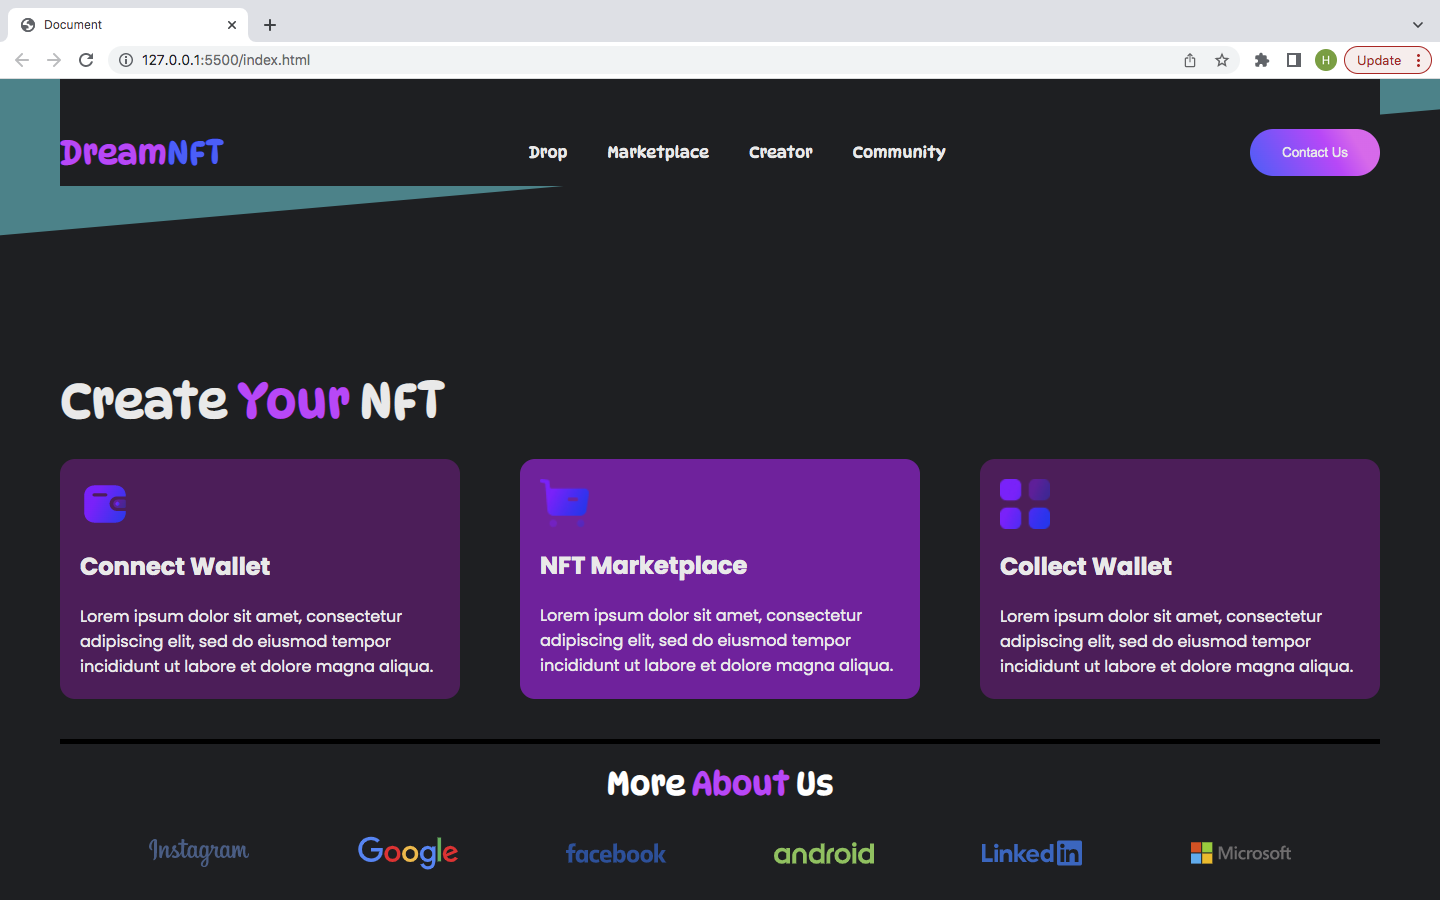 Document
127.0.0.1:5500/index.html
H
Update
DreamNFT
Drop
Marketplace
Creator
Community
Contact Us
Create Your NFT
Connect Wallet
Lorem ipsum dolor sit amet, consectetur
adipiscing elit, sed do eiusmod tempor
incididunt ut labore et dolore magna aliqua.
NFT Marketplace
Lorem ipsum dolor sit amet, consectetur
adipiscing elit, sed do eiusmod tempor
incididunt ut labore et dolore magna aliqua.
Collect Wallet
Lorem ipsum dolor sit amet, consectetur
adipiscing elit, sed do eiusmod tempor
incididunt ut labore et dolore magna aliqua.
More About Us
Instagram
Google
facebook
android
Linkedin
Microsoft